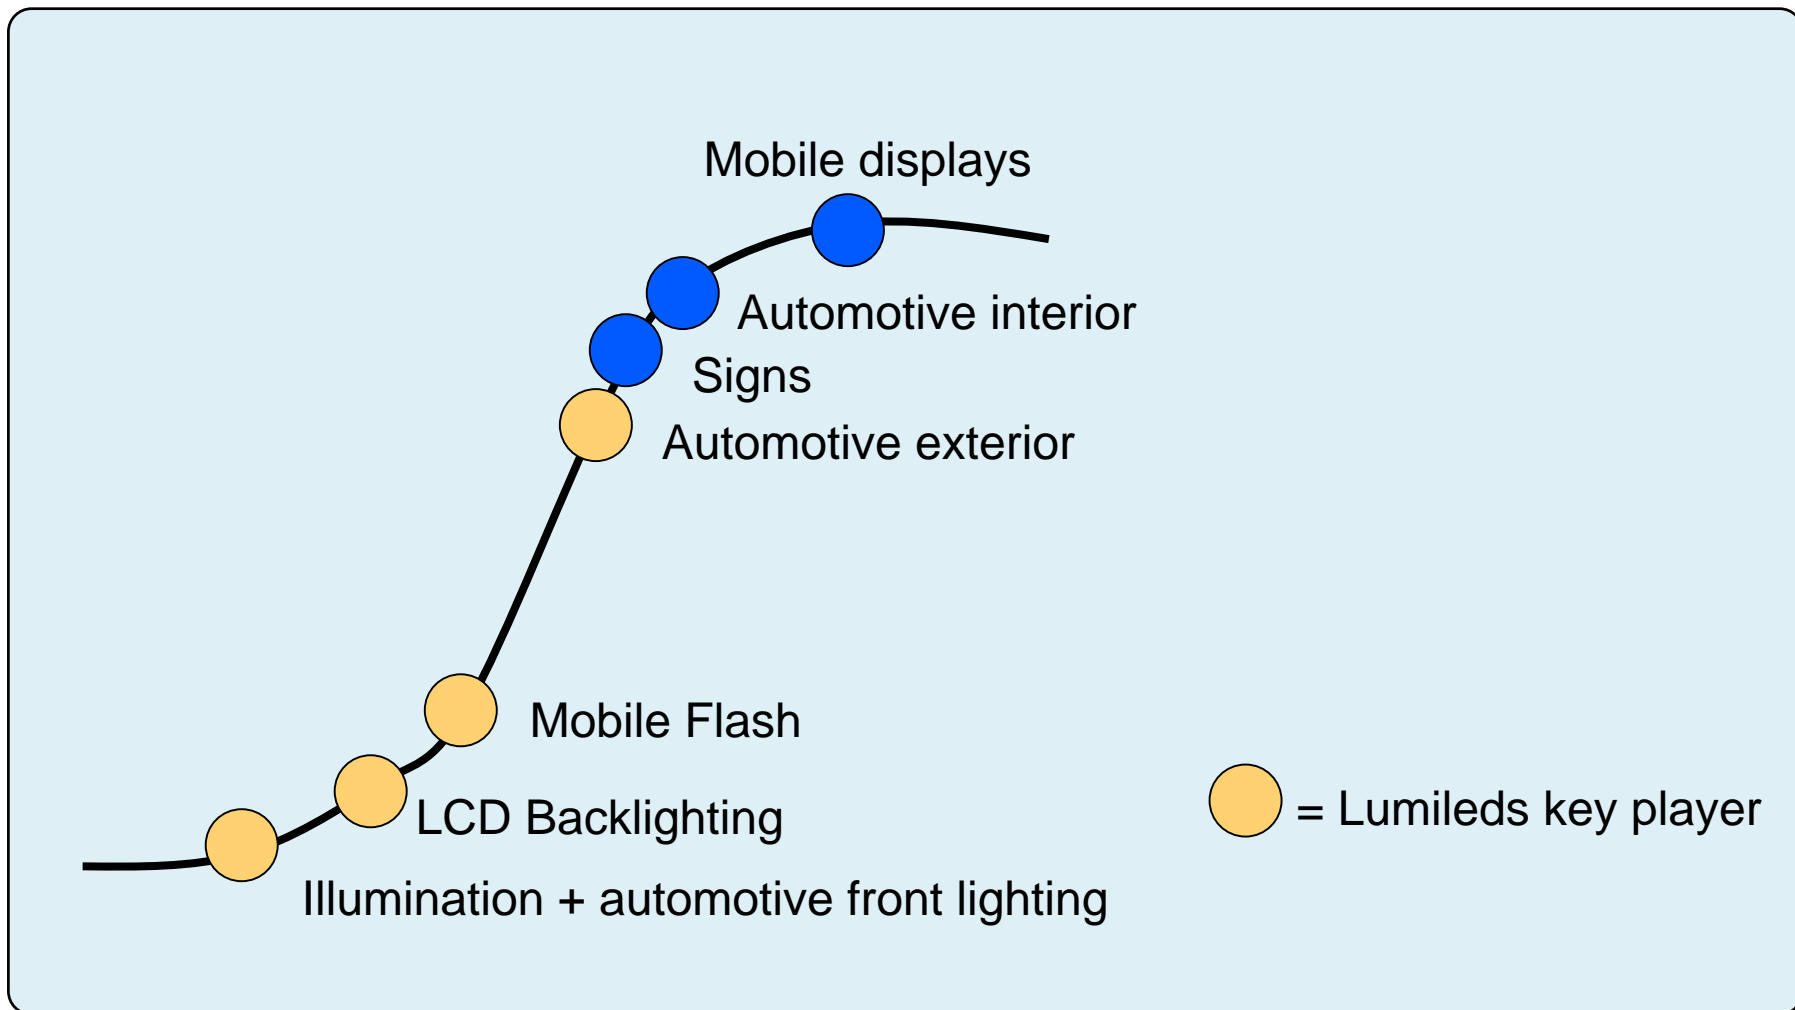 Mobile displays
Automotive interior
Signs
Automotive exterior
Mobile Flash
LCD Backlighting
= Lumileds key player
Illumination + automotive front lighting